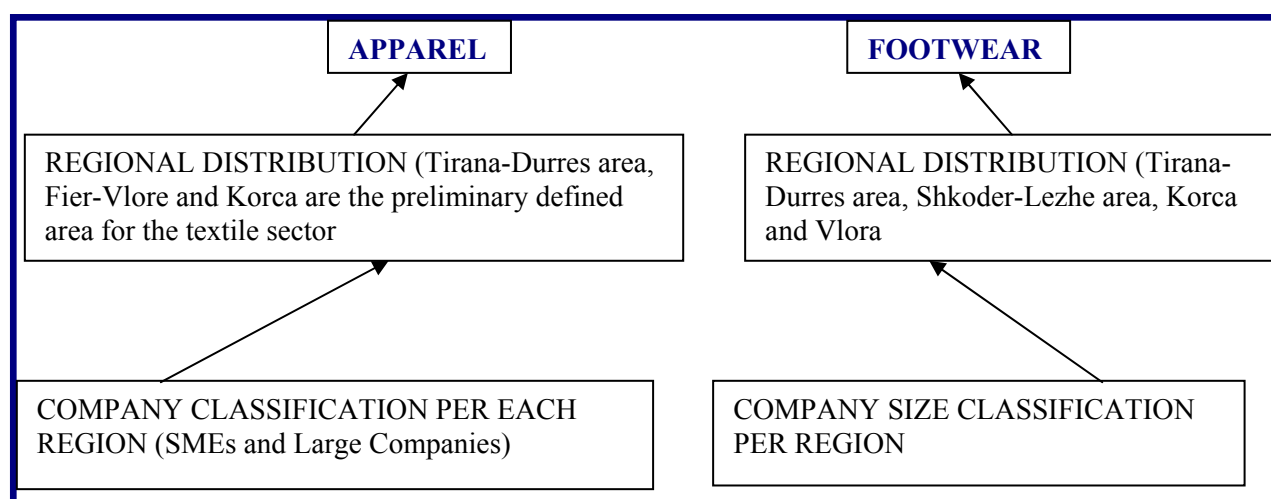 APPAREL
FOOTWEAR
REGIONAL DISTRIBUTION (Tirana-Durres area,
Fier-Vlore and Korca are the preliminary defined
area for the textile sector
REGIONAL DISTRIBUTION (Tirana-
Durres area, Shkoder-Lezhe area, Korca
and Vlora
COMPANY CLASSIFICATION PER EACH
REGION (SMEs and Large Companies)
COMPANY SIZE CLASSIFICATION
PER REGION